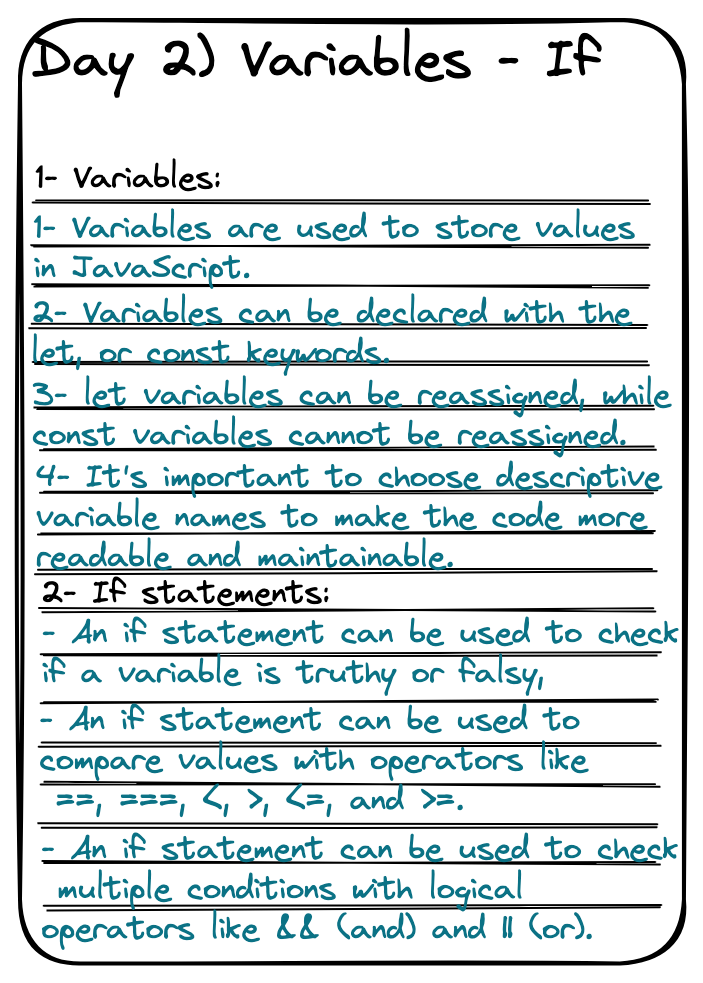 Day 2) Variables - If
1- Variables:
1- Variables are used to store values
in JavaScript.
2- Variables can be declared with the
let, or const keywords.
3- let variables can be reassigned, while
const variables cannot be reassigned.
4- It's important to choose descriptive
variable names to make the code more
readable and maintainable.
2- If statements:
- An if statement can be used to check
if a variable is truthy or falsy,
- An if statement can be used to
compare values with operators like
==, ===, <, >, <=, and >=.
- An if statement can be used to check
multiple conditions with logical
operators like && (and) and || (or).